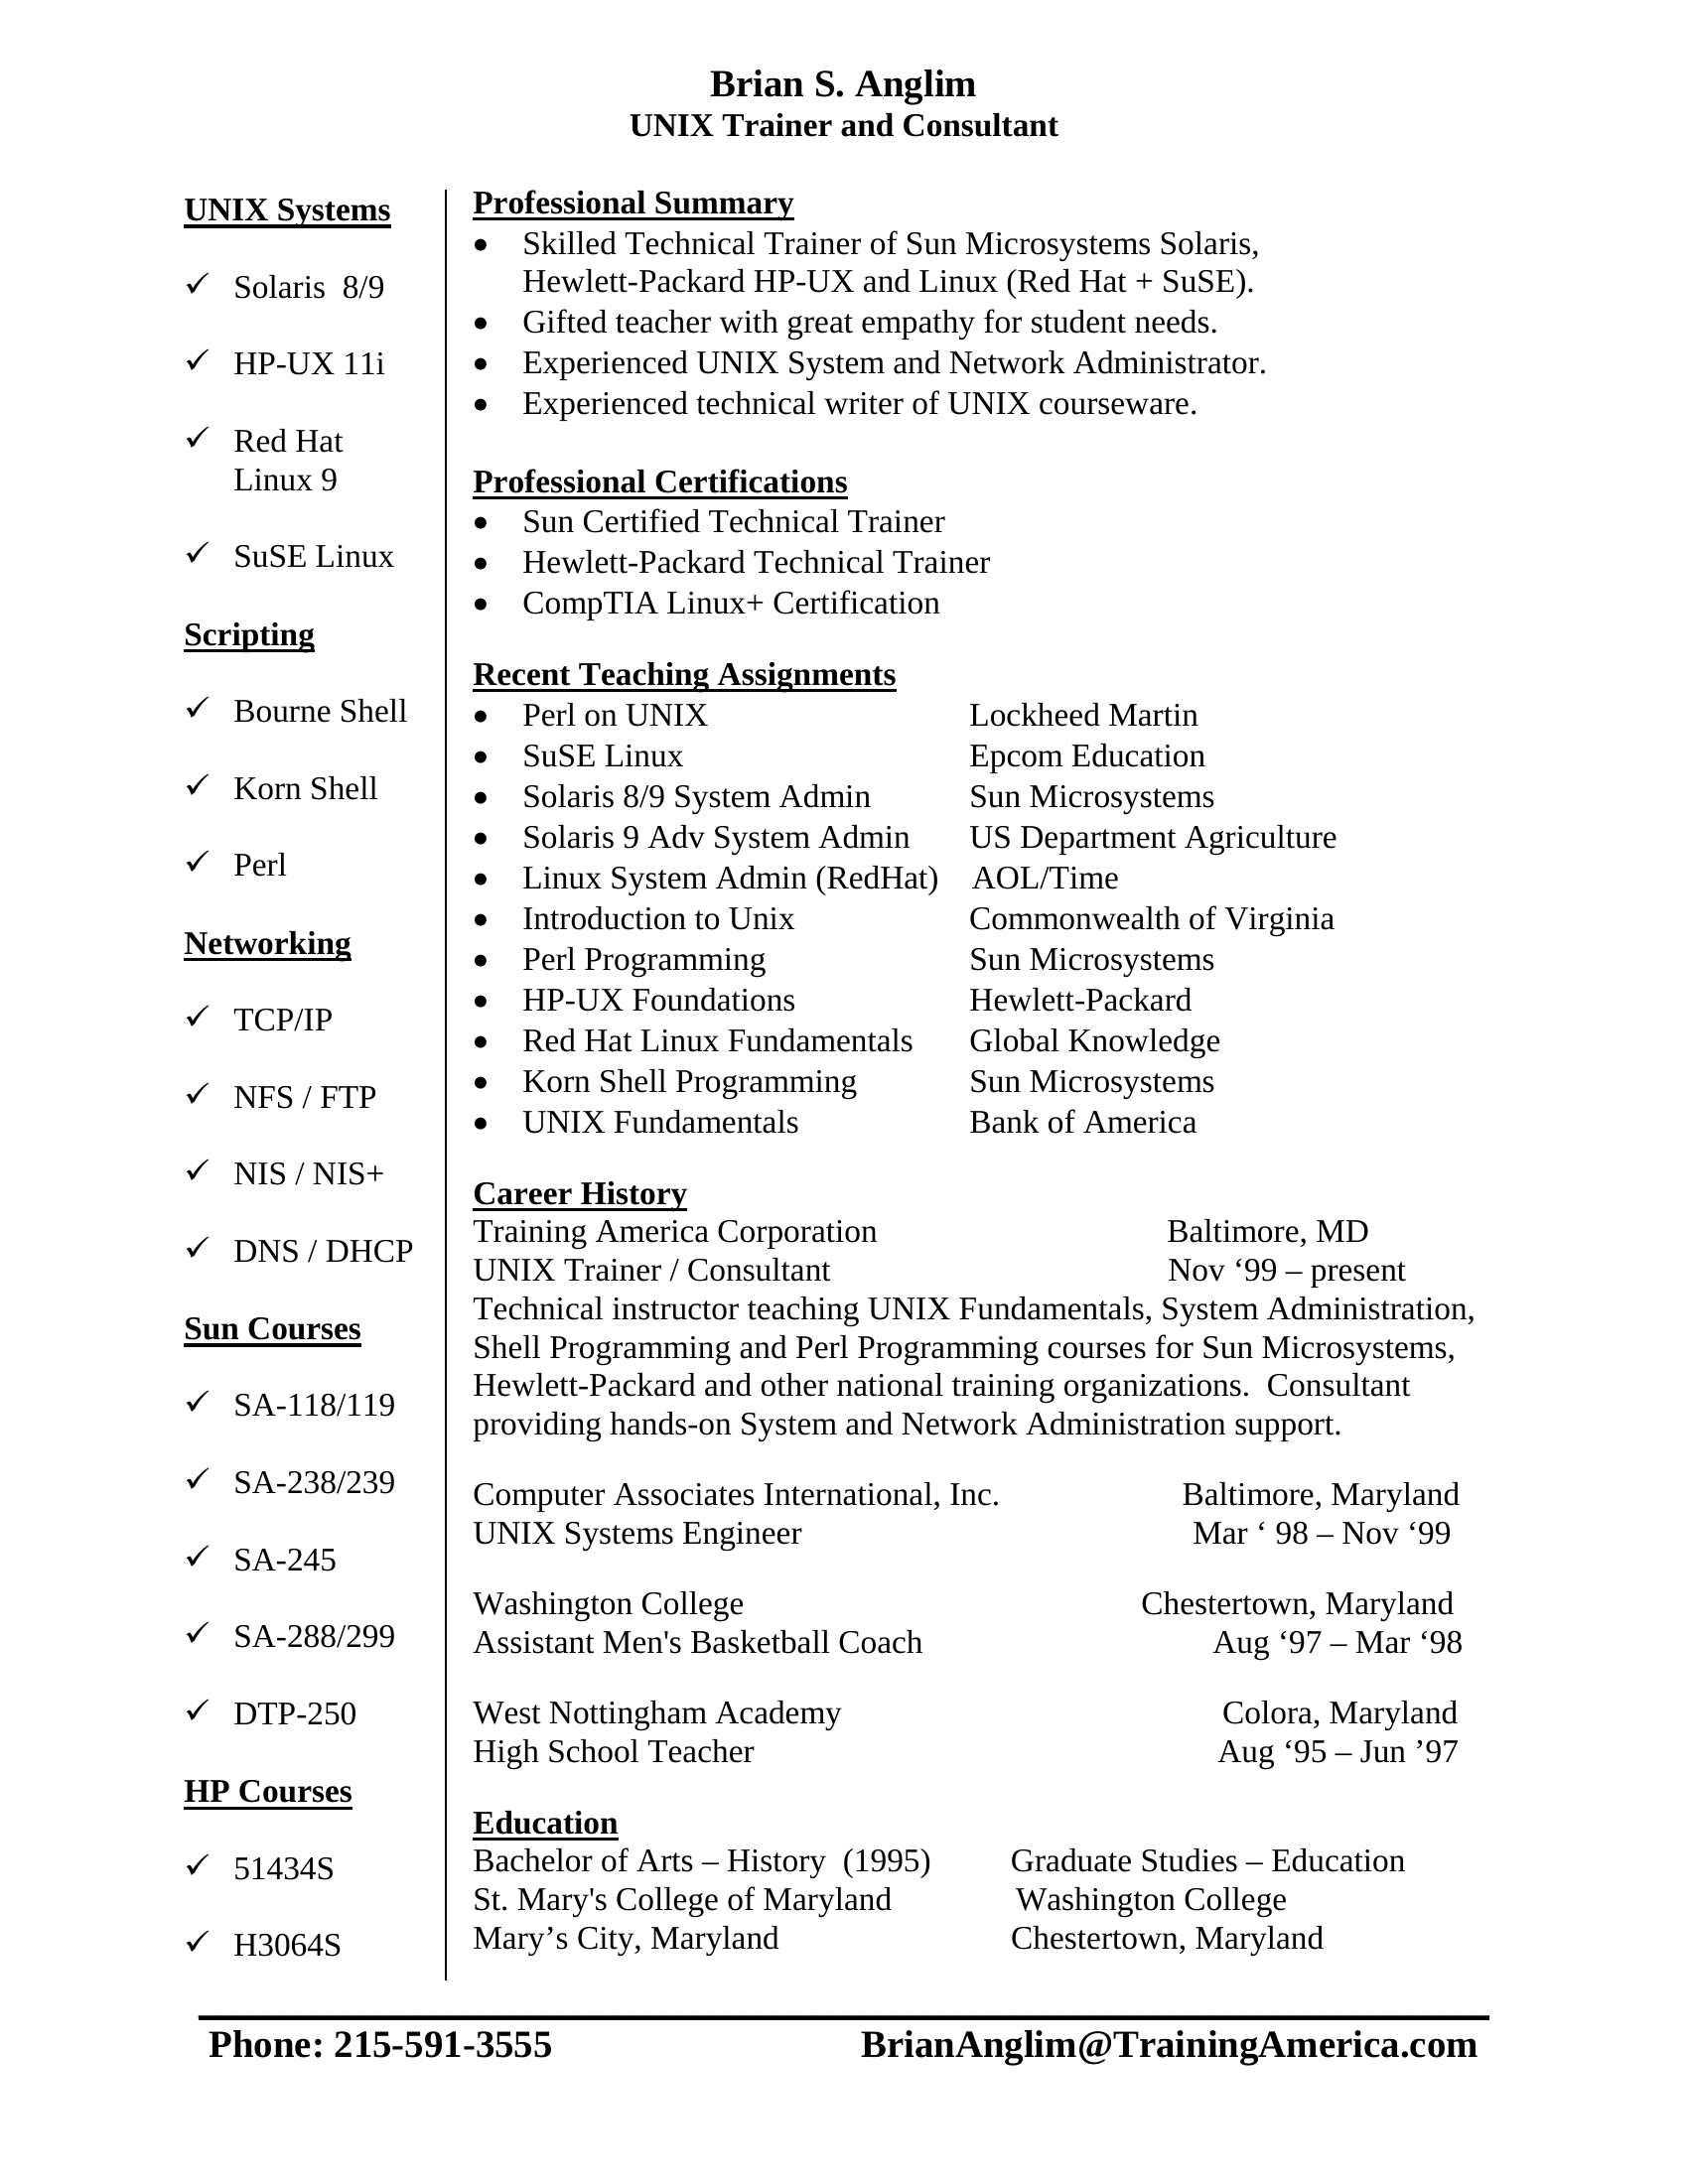 Brian S. Anglim
UNIX Trainer and Consultant
UNIX Systems
✓ Solaris  8/9
✓ HP-UX 11i
✓ Red Hat
Linux 9
✓ SuSE Linux
Scripting
✓ Bourne Shell
✓ Korn Shell
✓ Perl
Networking
✓ TCP/IP
✓ NFS / FTP
✓ NIS / NIS+
✓ DNS / DHCP
Sun Courses
✓ SA-118/119
✓ SA-238/239
✓ SA-245
✓ SA-288/299
✓ DTP-250
HP Courses
✓ 51434S
✓ H3064S
Professional Summary
• Skilled Technical Trainer of Sun Microsystems Solaris,
Hewlett-Packard HP-UX and Linux (Red Hat + SuSE).
• Gifted teacher with great empathy for student needs.
• Experienced UNIX System and Network Administrator.
• Experienced technical writer of UNIX courseware.
Professional Certifications
• Sun Certified Technical Trainer
• Hewlett-Packard Technical Trainer
• CompTIA Linux+ Certification
Recent Teaching Assignments
• Perl on UNIX Lockheed Martin
• SuSE Linux Epcom Education
• Solaris 8/9 System Admin Sun Microsystems
• Solaris 9 Adv System Admin US Department Agriculture
• Linux System Admin (RedHat) AOL/Time
• Introduction to Unix Commonwealth of Virginia
• Perl Programming Sun Microsystems
• HP-UX Foundations Hewlett-Packard
• Red Hat Linux Fundamentals Global Knowledge
• Korn Shell Programming Sun Microsystems
• UNIX Fundamentals Bank of America
Career History
Training America Corporation Baltimore, MD
UNIX Trainer / Consultant Nov ‘99 – present
Technical instructor teaching UNIX Fundamentals, System Administration,
Shell Programming and Perl Programming courses for Sun Microsystems,
Hewlett-Packard and other national training organizations.  Consultant
providing hands-on System and Network Administration support.
Computer Associates International, Inc. Baltimore, Maryland
UNIX Systems Engineer Mar ‘ 98 – Nov ‘99
Washington College Chestertown, Maryland
Assistant Men's Basketball Coach Aug ‘97 – Mar ‘98
West Nottingham Academy Colora, Maryland
High School Teacher Aug ‘95 – Jun ’97
Education
Bachelor of Arts – History  (1995) Graduate Studies – Education
St. Mary's College of Maryland Washington College
Mary’s City, Maryland Chestertown, Maryland
Phone: 215-591-3555 BrianAnglim@TrainingAmerica.com